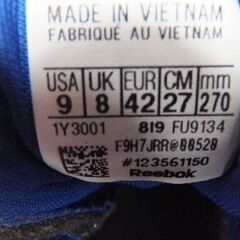 MADE IN VIETNAM
FABRIQUÉ AU VIETNAM
USA UK EUR CM mm
9 8 42 27 270
1Y3001 819 FU9134
F9H7JRR@00520
#123561150
Reebok